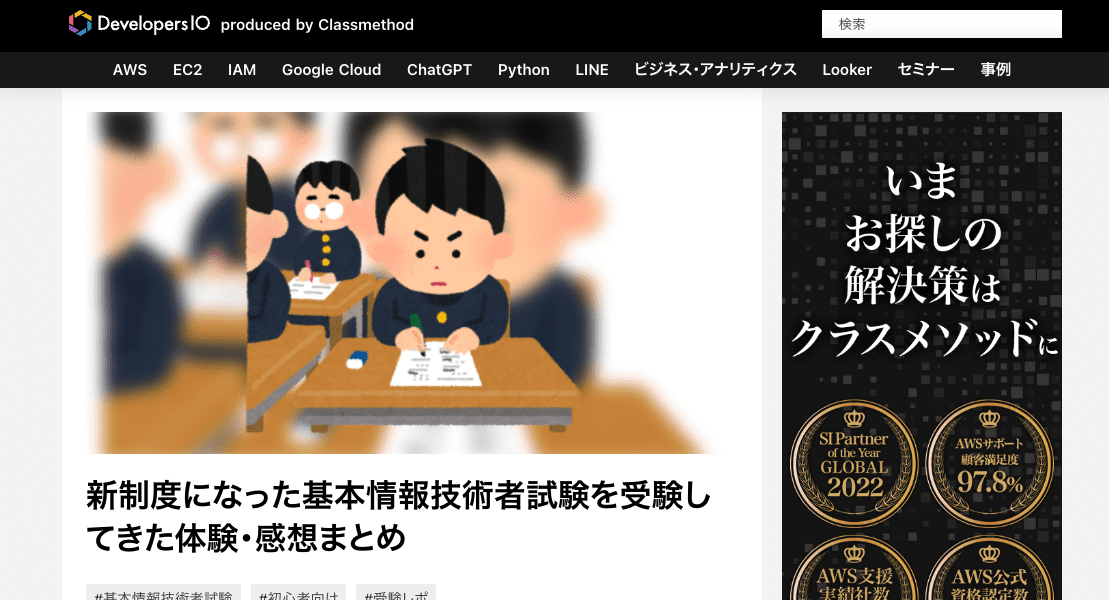 DevelopersIO produced by Classmethod
検索
AWS EC2 IAM Google Cloud ChatGPT Python LINE ビジネス・アナリティクス Looker セミナー 事例
新制度になった基本情報技術者試験を受験し
てきた体験・感想まとめ
#基本情報技術者試験 #初心者向け #受験レポ
いま
お探しの
解決策は
クラスメソッドに
SI Partner
of the Year
GLOBAL
2022
AWSサポート
顧客満足度
97.8%
AWS支援
実績社数
AWS公式
資格認定数